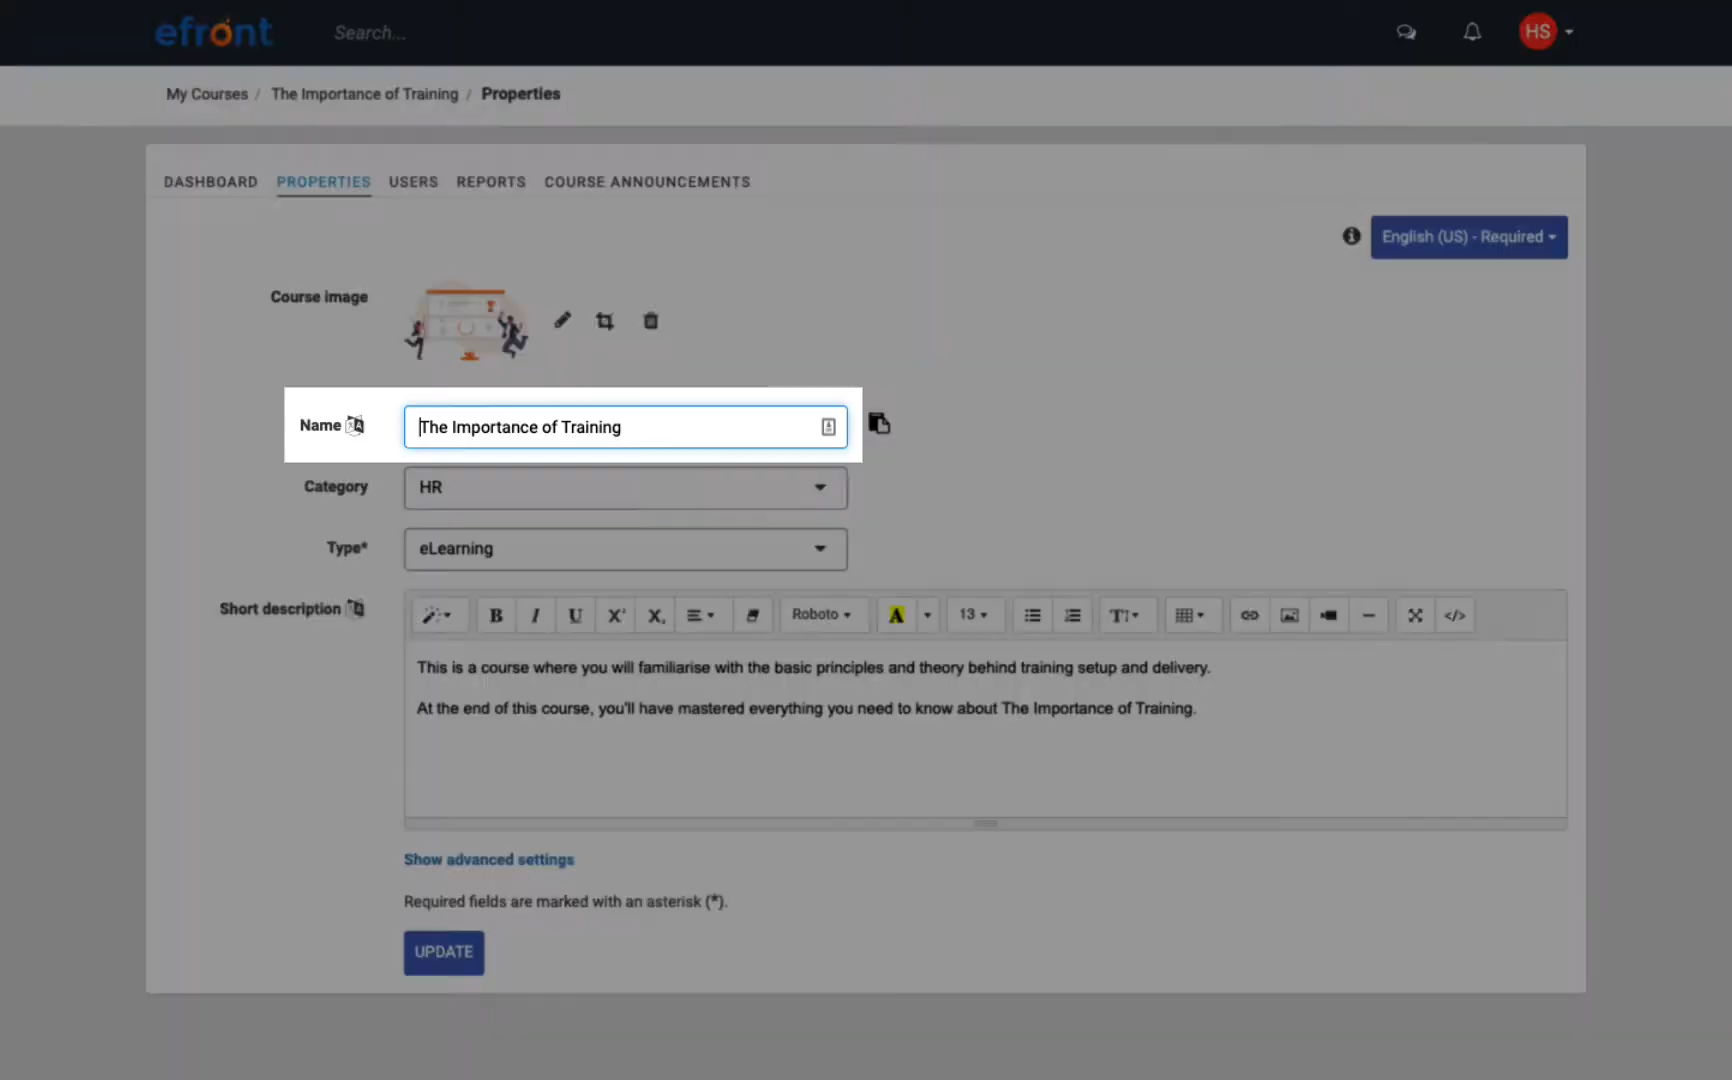 efront Search... HS
My Courses / The Importance of Training / Properties
DASHBOARD PROPERTIES USERS REPORTS COURSE ANNOUNCEMENTS
English (US) - Required
Course image
Name The Importance of Training
Category HR
Type* eLearning
Short description B I U X² X₂ Roboto A 13 T </>
This is a course where you will familiarise with the basic principles and theory behind training setup and delivery.
At the end of this course, you'll have mastered everything you need to know about The Importance of Training.
Show advanced settings
Required fields are marked with an asterisk (*).
UPDATE